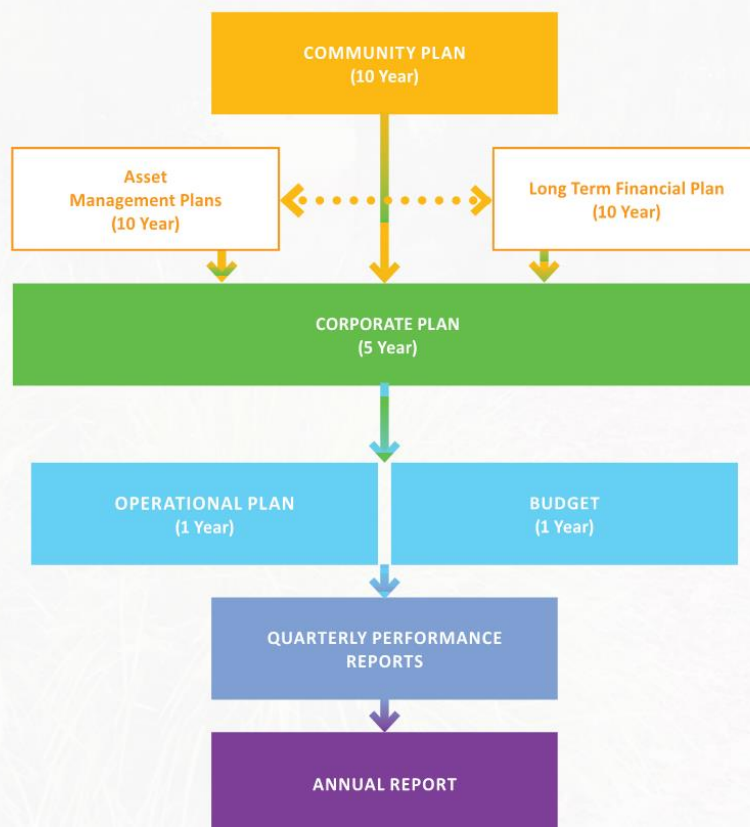 COMMUNITY PLAN
(10 Year)
Asset
Management Plans
(10 Year)
Long Term Financial Plan
(10 Year)
CORPORATE PLAN
(5 Year)
OPERATIONAL PLAN
(1 Year)
BUDGET
(1 Year)
QUARTERLY PERFORMANCE
REPORTS
ANNUAL REPORT